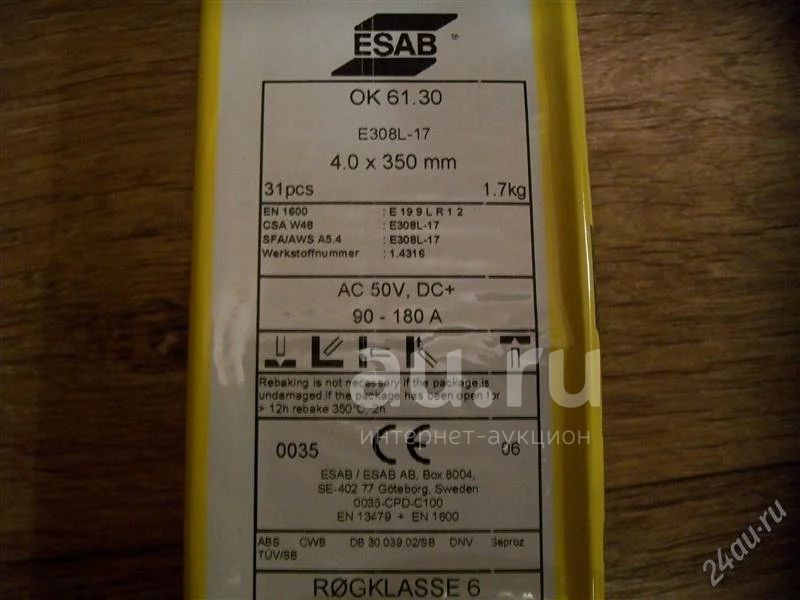 ESAB ®
OK 61.30
E308L-17
4.0 x 350 mm
31pcs 1.7kg
EN 1600 : E 19 9 L R 1 2
CSA W48 : E308L-17
SFA/AWS A5.4 : E308L-17
Werkstoffnummer : 1.4316
AC 50V, DC+
90 - 180 A
Rebaking is not necessary if the package is
undamaged.If the package has been open for
> 12h rebake 350°C, 2h
au.ru
интернет-аукцион
0035 CE 06
ESAB / ESAB AB, Box 8004,
SE-402 77 Göteborg, Sweden
0035-CPD-C100
EN 13479 + EN 1600
ABS CWB DB 30.039.02/SB DNV Seproz
TÜV/SB
RØGKLASSE 6
24au.ru